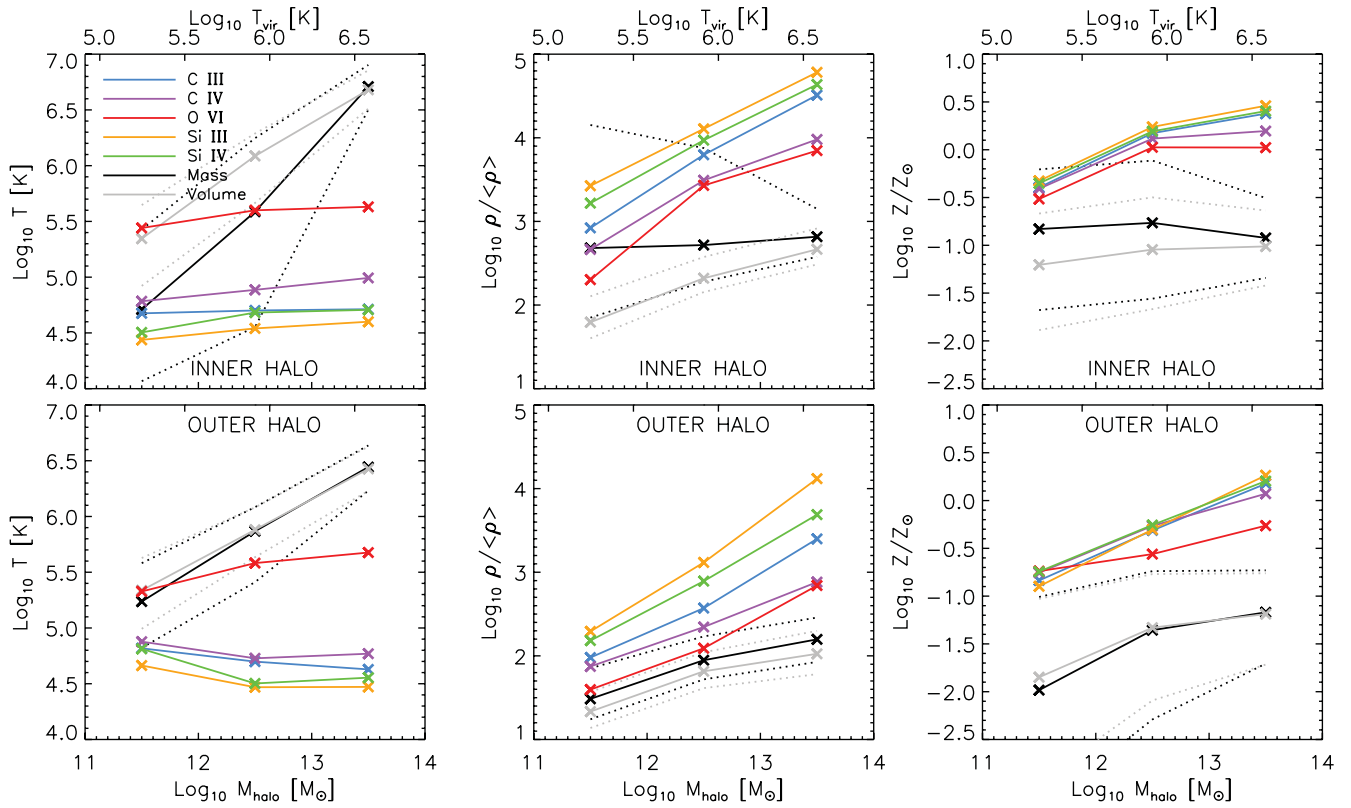 Log10 Tvir [K] Log10 Tvir [K] Log10 Tvir [K]
5.0 5.5 6.0 6.5 5.0 5.5 6.0 6.5 5.0 5.5 6.0 6.5
7.0
6.5
6.0
5.5
5.0
4.5
4.0
Log10 T [K]
C III
C IV
O VI
Si III
Si IV
Mass
Volume
INNER HALO
5
4
3
2
1
Log10 ρ/<ρ>
INNER HALO
1.0
0.5
0.0
−0.5
−1.0
−1.5
−2.0
−2.5
Log10 Z/Z⊙
INNER HALO
7.0
6.5
6.0
5.5
5.0
4.5
4.0
Log10 T [K]
OUTER HALO
11 12 13 14
Log10 Mhalo [M⊙]
5
4
3
2
1
Log10 ρ/<ρ>
OUTER HALO
11 12 13 14
Log10 Mhalo [M⊙]
1.0
0.5
0.0
−0.5
−1.0
−1.5
−2.0
−2.5
Log10 Z/Z⊙
OUTER HALO
11 12 13 14
Log10 Mhalo [M⊙]